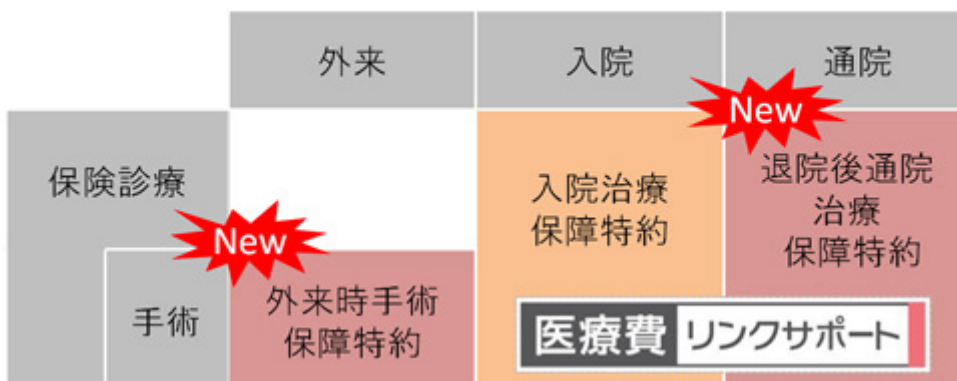 外来
入院
通院
New
保険診療
入院治療
保障特約
退院後通院
治療
保障特約
New
手術
外来時手術
保障特約
医療費 リンクサポート